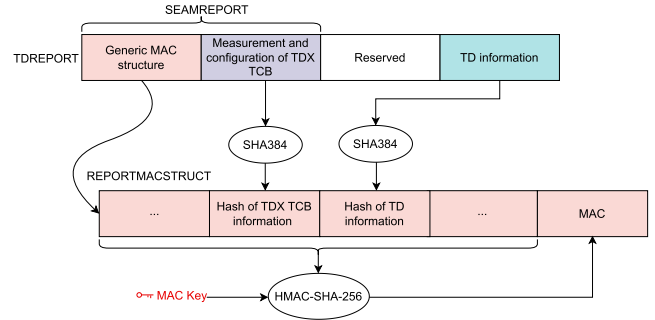 SEAMREPORT
TDREPORT
Generic MAC
structure
Measurement and
configuration of TDX
TCB
Reserved
TD information
SHA384
SHA384
REPORTMACSTRUCT
...
Hash of TDX TCB
information
Hash of TD
information
...
MAC
MAC Key
HMAC-SHA-256